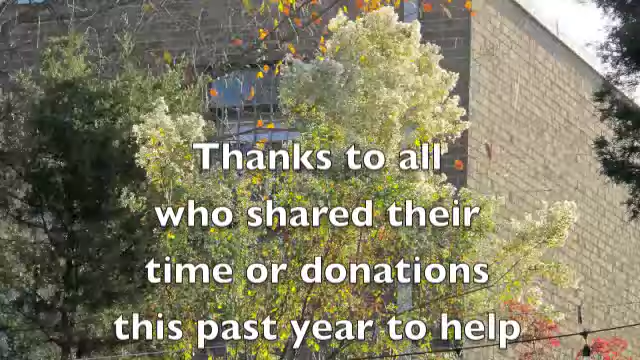 Thanks to all
who shared their
time or donations
this past year to help